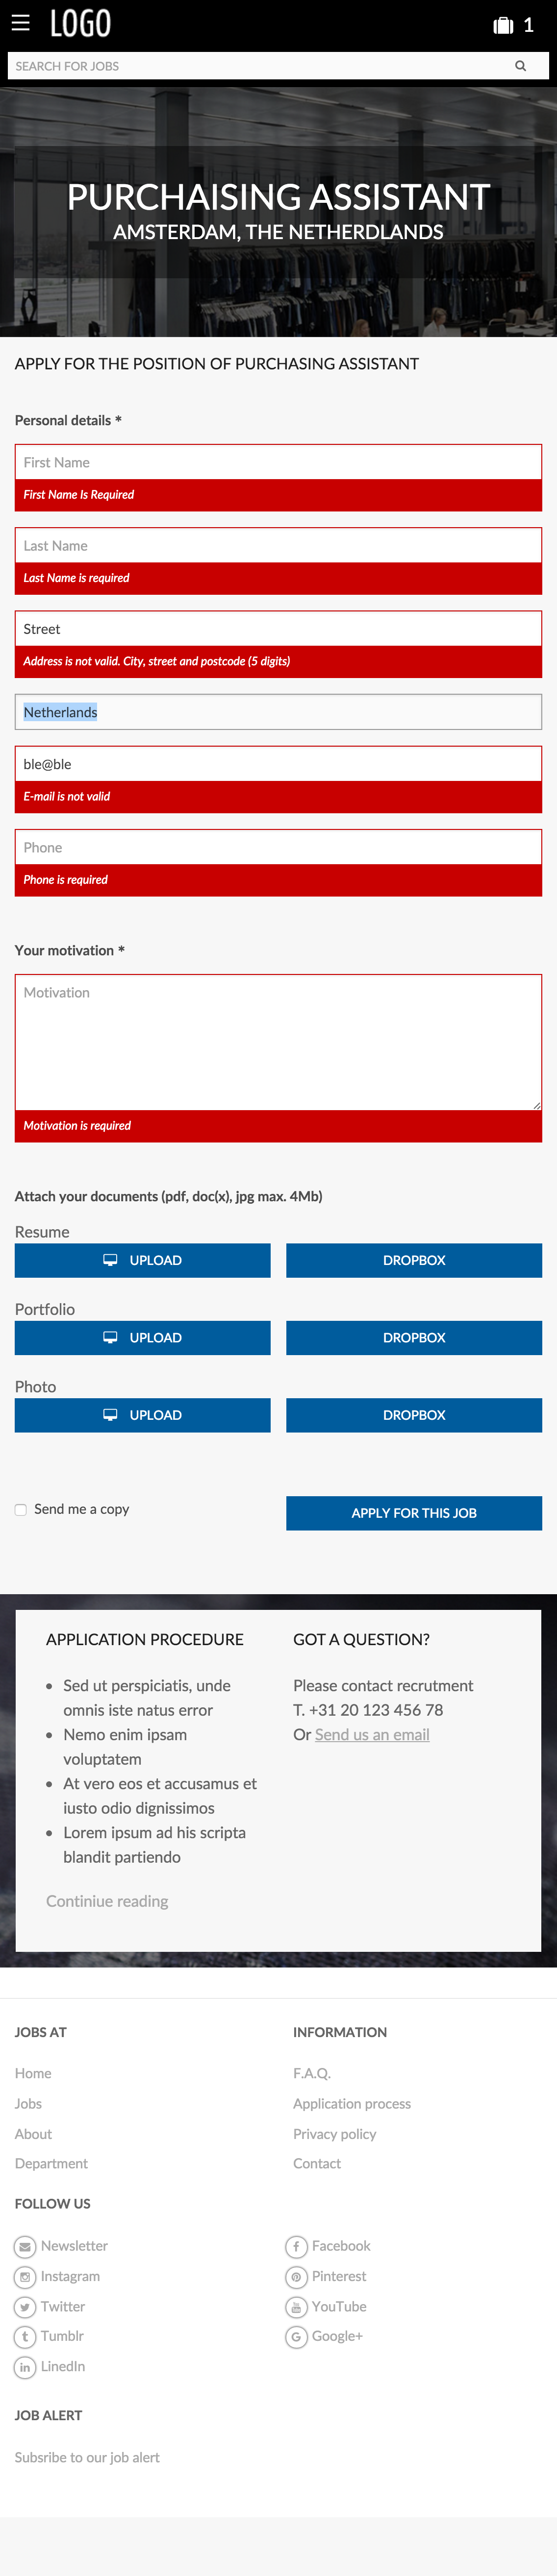 LOGO
1
SEARCH FOR JOBS
PURCHAISING ASSISTANT
AMSTERDAM, THE NETHERDLANDS
APPLY FOR THE POSITION OF PURCHASING ASSISTANT
Personal details *
First Name
First Name Is Required
Last Name
Last Name is required
Street
Address is not valid. City, street and postcode (5 digits)
Netherlands
ble@ble
E-mail is not valid
Phone
Phone is required
Your motivation *
Motivation
Motivation is required
Attach your documents (pdf, doc(x), jpg max. 4Mb)
Resume
UPLOAD
DROPBOX
Portfolio
UPLOAD
DROPBOX
Photo
UPLOAD
DROPBOX
Send me a copy
APPLY FOR THIS JOB
APPLICATION PROCEDURE
Sed ut perspiciatis, unde
omnis iste natus error
Nemo enim ipsam
voluptatem
At vero eos et accusamus et
iusto odio dignissimos
Lorem ipsum ad his scripta
blandit partiendo
Continiue reading
GOT A QUESTION?
Please contact recrutment
T. +31 20 123 456 78
Or Send us an email
JOBS AT
Home
Jobs
About
Department
INFORMATION
F.A.Q.
Application process
Privacy policy
Contact
FOLLOW US
Newsletter
Instagram
Twitter
Tumblr
LinedIn
Facebook
Pinterest
YouTube
Google+
JOB ALERT
Subsribe to our job alert